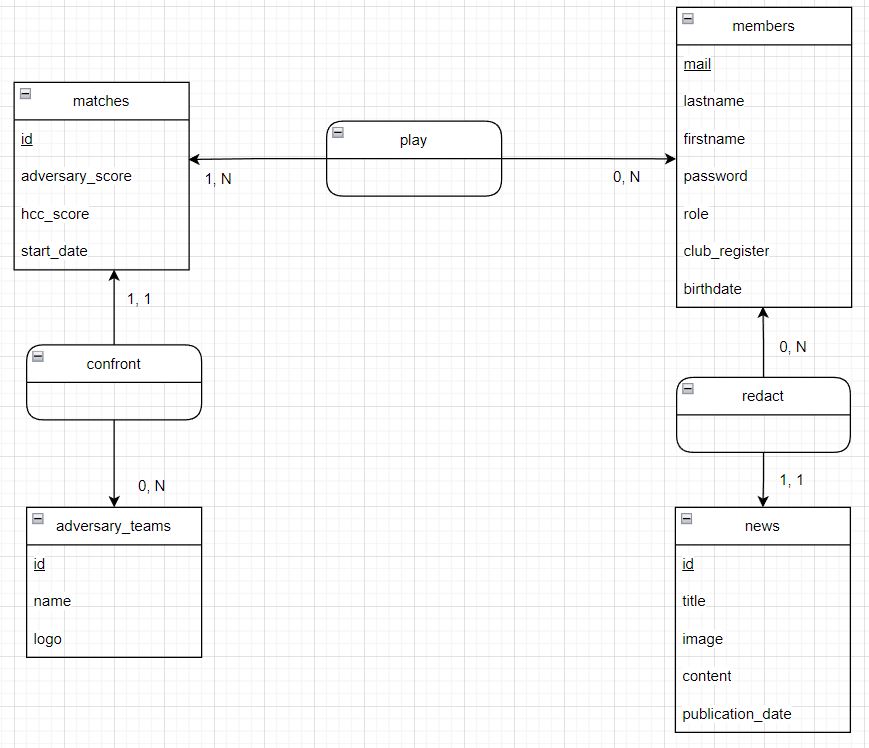 members
mail
lastname
firstname
password
role
club_register
birthdate
matches
id
adversary_score
hcc_score
start_date
play
1, N
0, N
1, 1
confront
0, N
adversary_teams
id
name
logo
0, N
redact
1, 1
news
id
title
image
content
publication_date